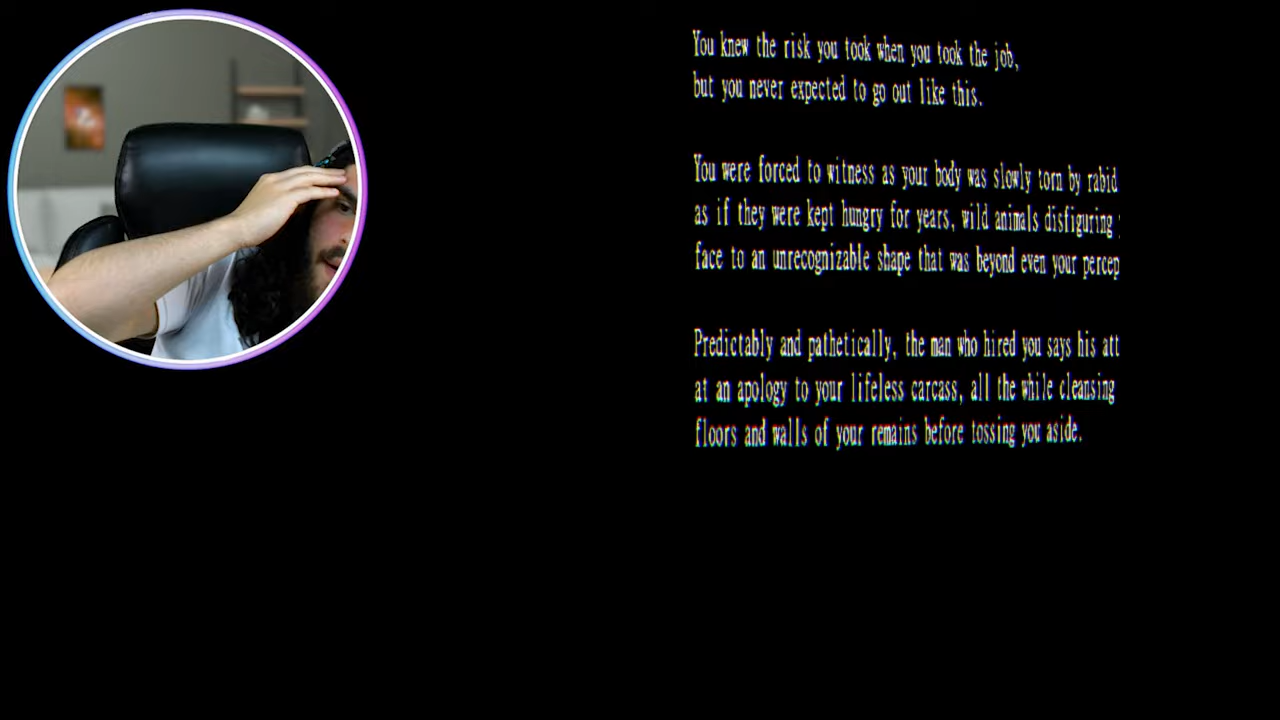 You knew the risk you took when you took the job,
but you never expected to go out like this.
You were forced to witness as your body was slowly torn by rabid
as if they were kept hungry for years, wild animals disfiguring
face to an unrecognizable shape that was beyond even your percep
Predictably and pathetically, the man who hired you says his att
at an apology to your lifeless carcass, all the while cleansing
floors and walls of your remains before tossing you aside.